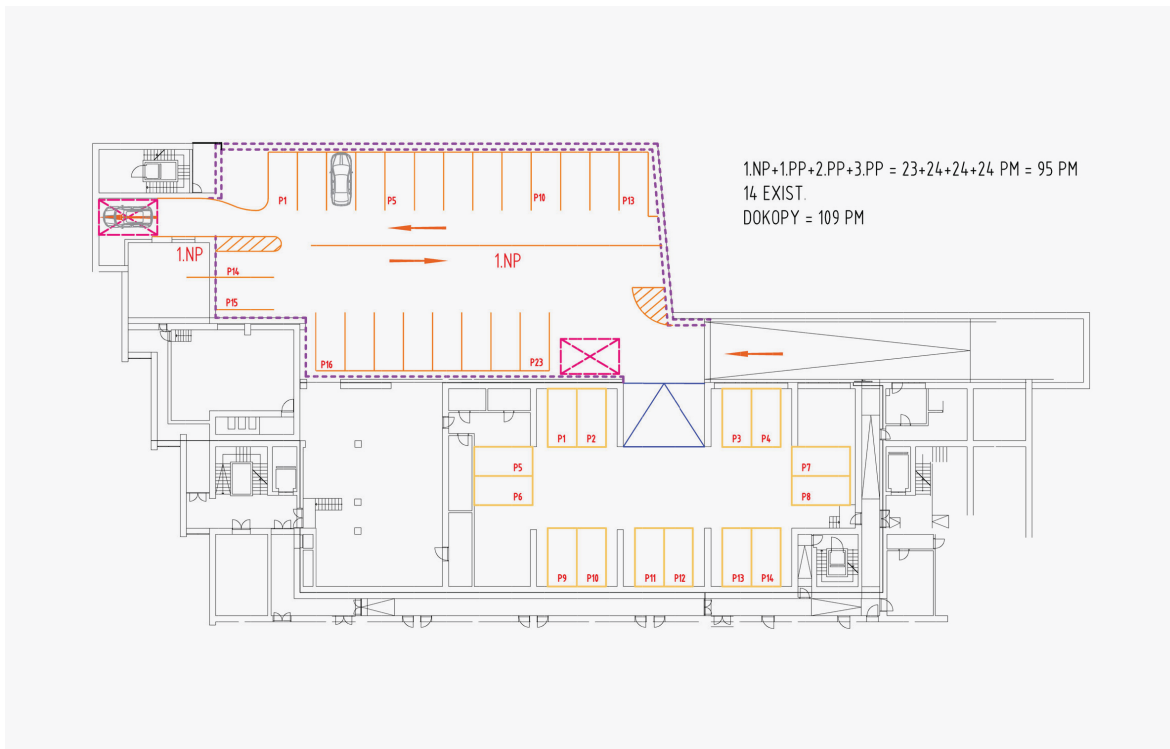 1.NP+1.PP+2.PP+3.PP = 23+24+24+24 PM = 95 PM
14 EXIST.
DOKOPY = 109 PM
P1
P5
P10
P13
1.NP
1.NP
P14
P15
P16
P23
P1
P2
P3
P4
P5
P6
P7
P8
P9
P10
P11
P12
P13
P14